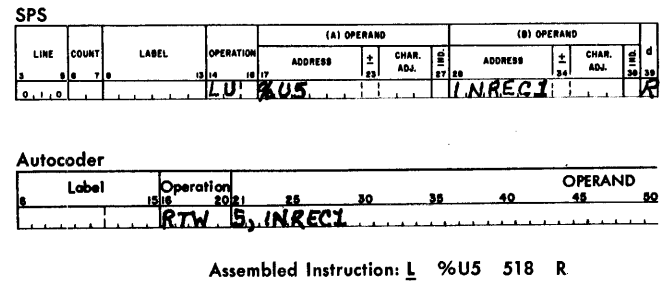 SPS
(A) OPERAND (B) OPERAND d
LINE COUNT LABEL OPERATION ADDRESS ± CHAR. ADJ. IND. ADDRESS ± CHAR. ADJ. IND.
3 5 6 7 8 13 14 16 17 23 27 28 34 38 39
0 1 0 LU %U5 INREC1 R
Autocoder
Label Operation OPERAND
6 15 16 20 21 25 30 35 40 45 50
RTW 5, INREC1
Assembled Instruction: L %U5 518 R